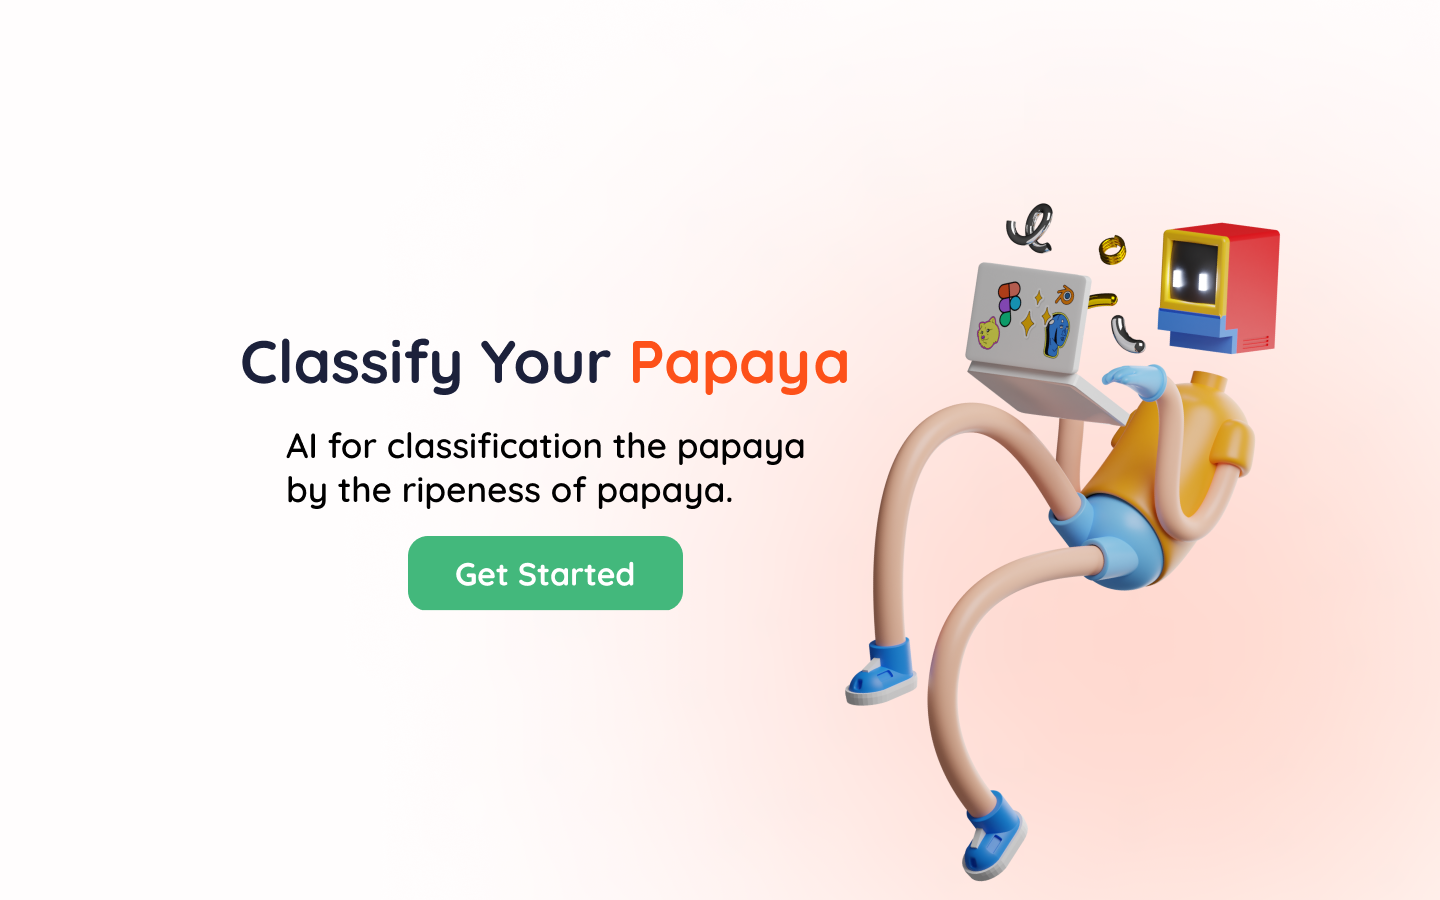 Classify Your Papaya
AI for classification the papaya
by the ripeness of papaya.
Get Started